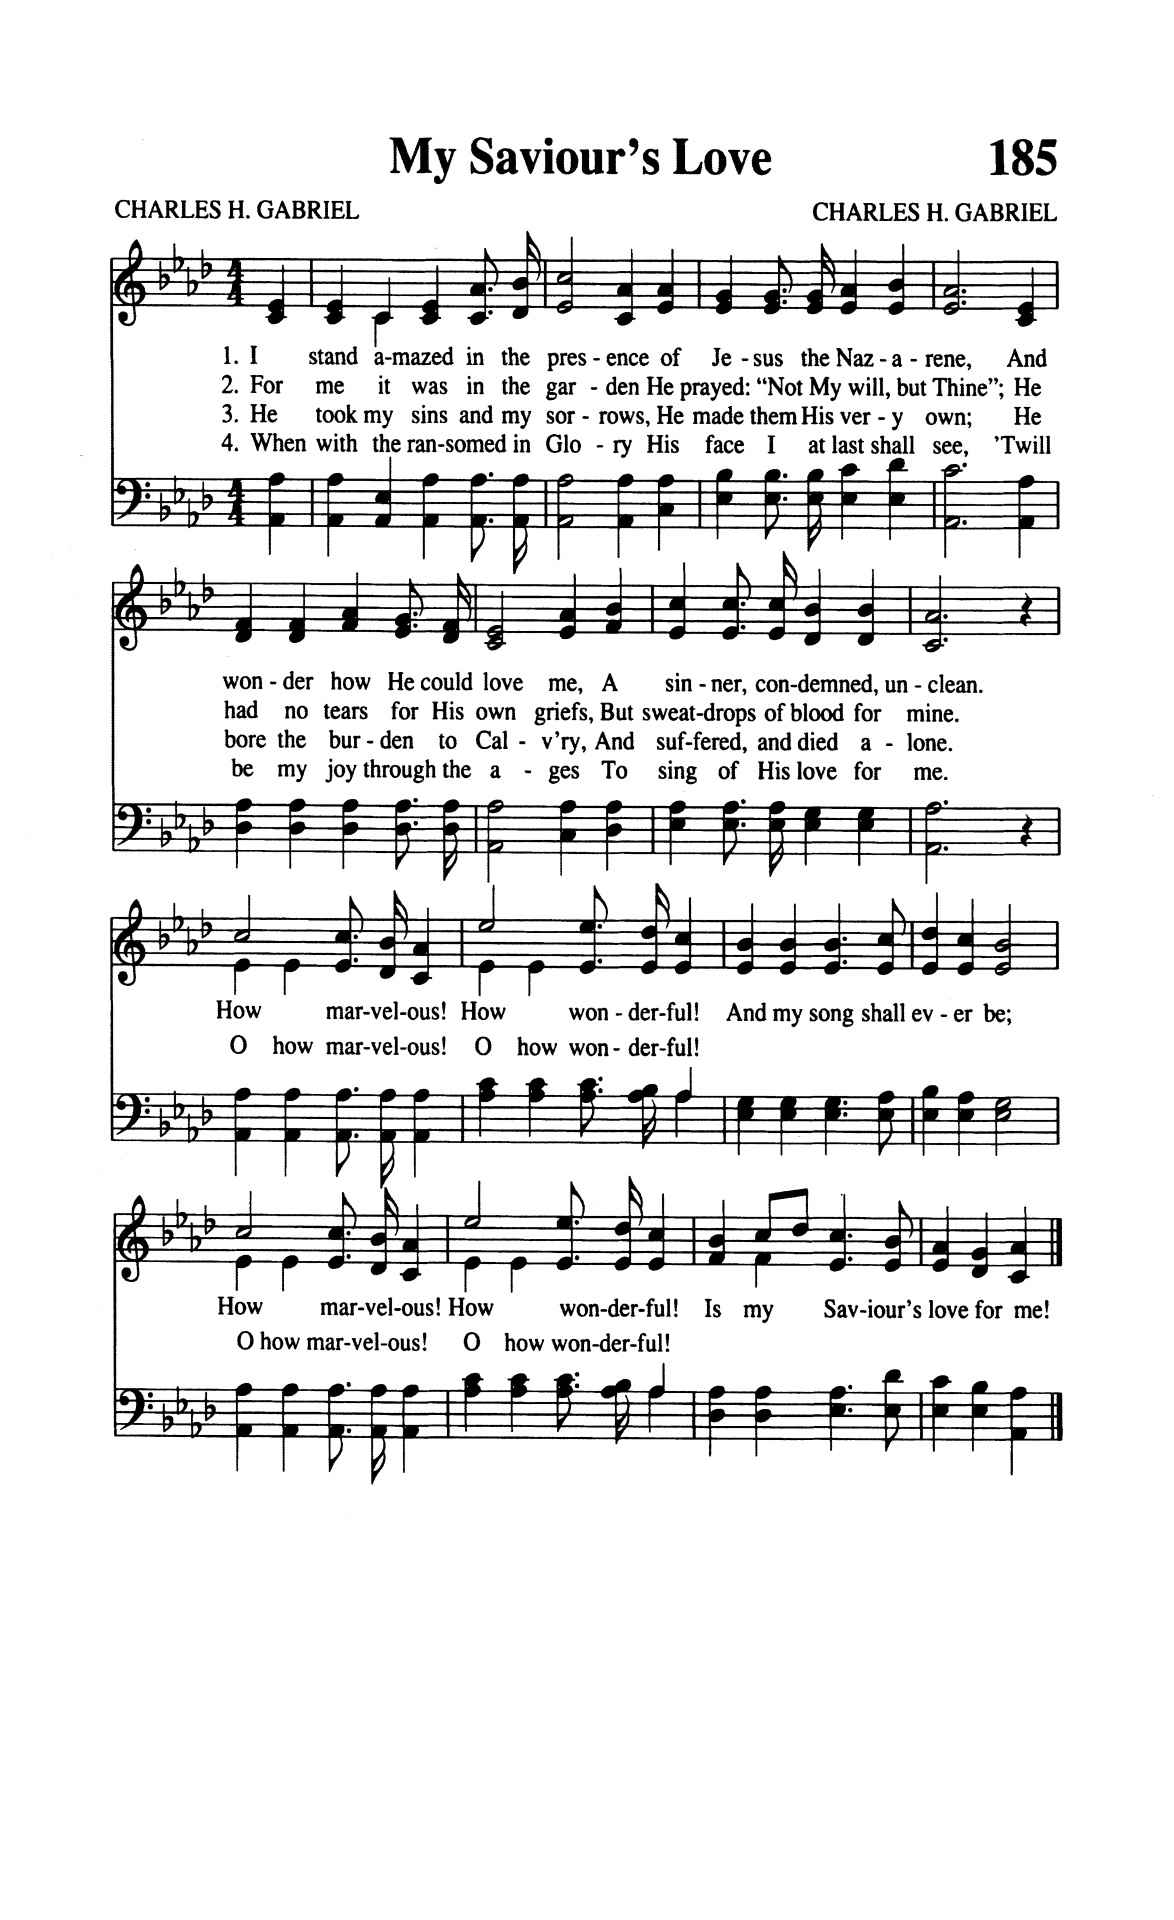 My Saviour's Love 185
CHARLES H. GABRIEL CHARLES H. GABRIEL
4
4
1. I stand a-mazed in the pres - ence of Je - sus the Naz - a - rene, And
2. For me it was in the gar - den He prayed: “Not My will, but Thine”; He
3. He took my sins and my sor - rows, He made them His ver - y own; He
4. When with the ran-somed in Glo - ry His face I at last shall see, ’Twill
4
4
won - der how He could love me, A sin - ner, con-demned, un - clean.
had no tears for His own griefs, But sweat-drops of blood for mine.
bore the bur - den to Cal - v’ry, And suf-fered, and died a - lone.
be my joy through the a - ges To sing of His love for me.
How mar-vel-ous! How won - der-ful! And my song shall ev - er be;
O how mar-vel-ous! O how won - der-ful!
How mar-vel-ous! How won-der-ful! Is my Sav-iour’s love for me!
O how mar-vel-ous! O how won-der-ful!